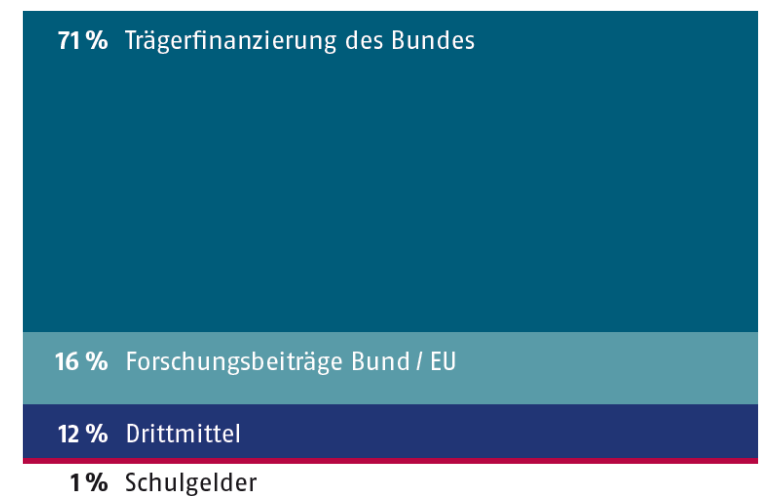 71 % Trägerfinanzierung des Bundes
16 % Forschungsbeiträge Bund / EU
12 % Drittmittel
1 % Schulgelder